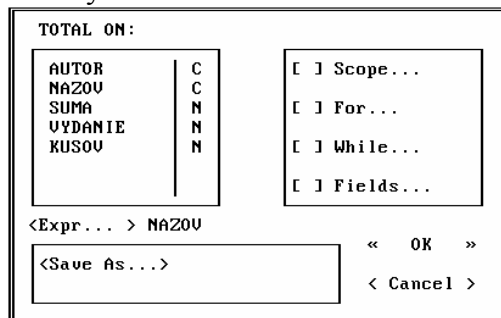 TOTAL ON:
AUTOR C
NAZOV C
SUMA N
VYDANIE N
KUSOV N
[ ] Scope...
[ ] For...
[ ] While...
[ ] Fields...
<Expr... > NAZOV
<Save As...>
« OK »
< Cancel >